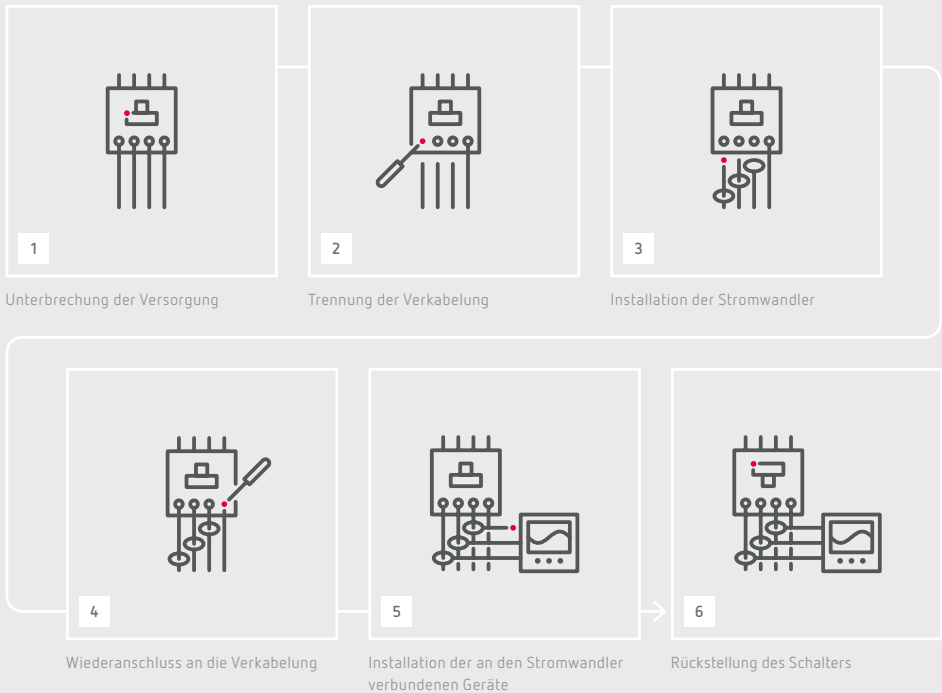 1
Unterbrechung der Versorgung
2
Trennung der Verkabelung
3
Installation der Stromwandler
4
Wiederanschluss an die Verkabelung
5
Installation der an den Stromwandler
verbundenen Geräte
6
Rückstellung des Schalters